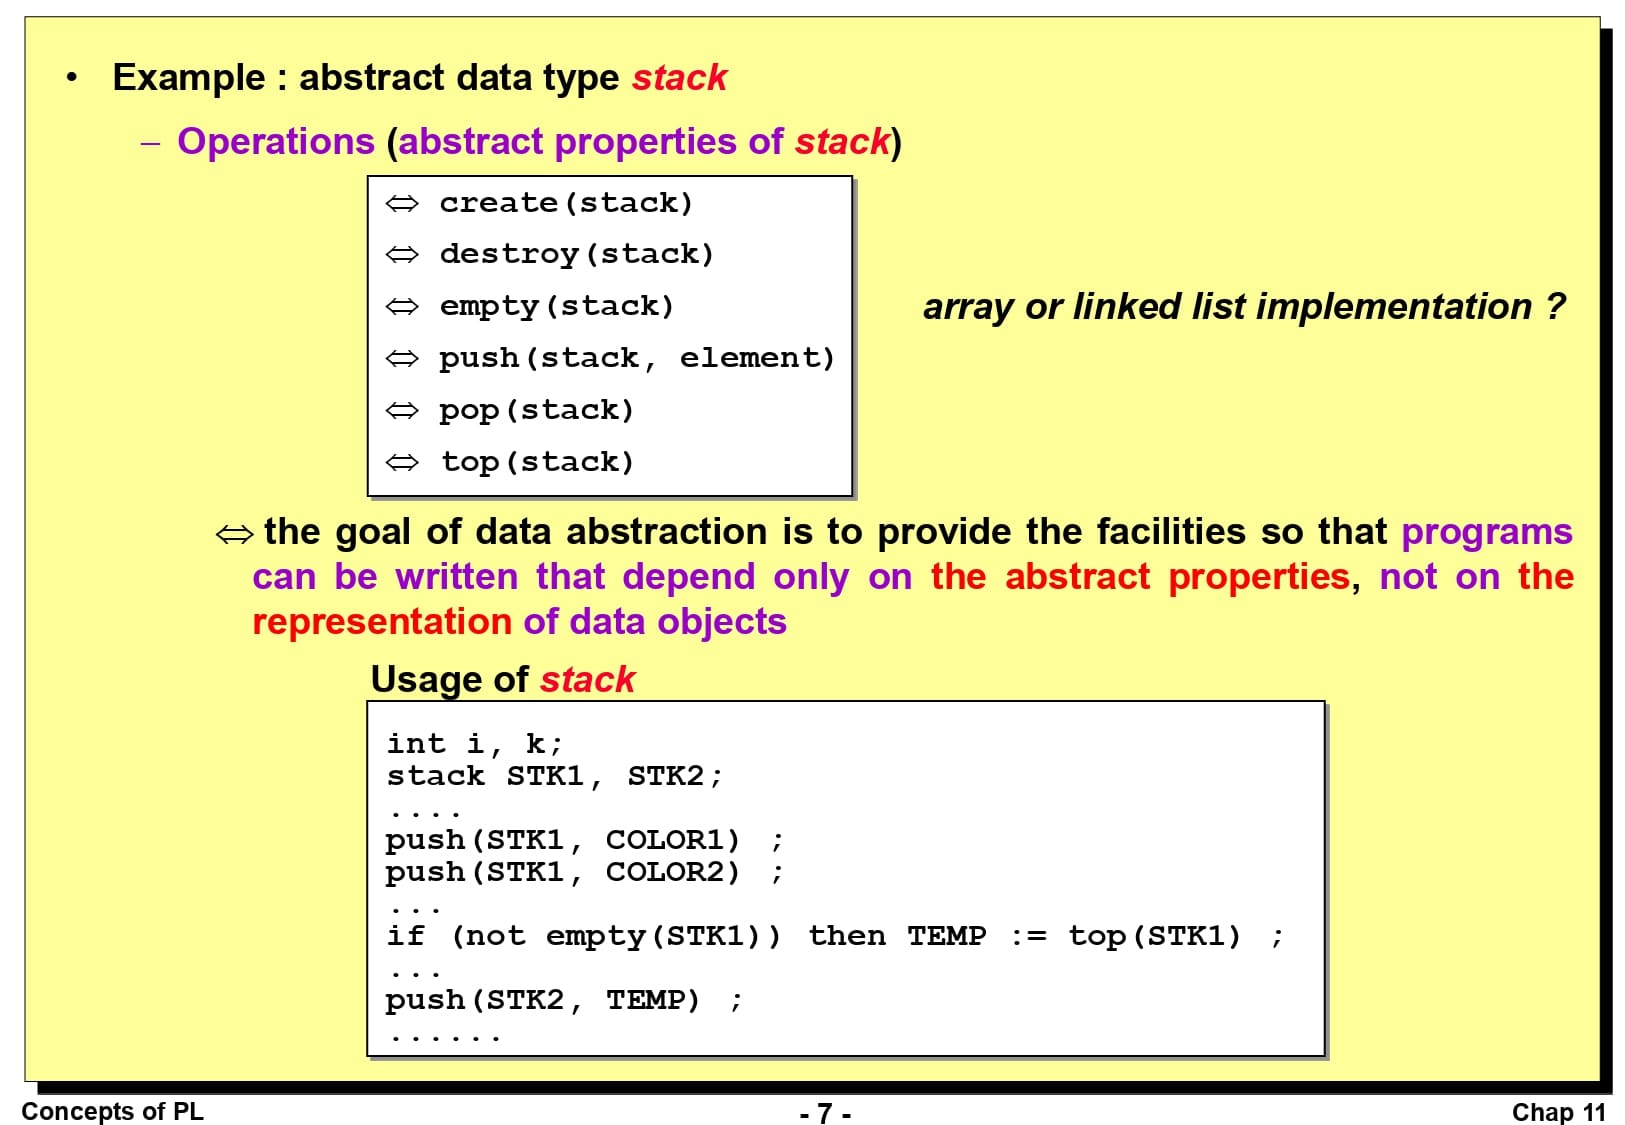 • Example : abstract data type stack
– Operations (abstract properties of stack)
⇔ create(stack)
⇔ destroy(stack)
⇔ empty(stack)
array or linked list implementation ?
⇔ push(stack, element)
⇔ pop(stack)
⇔ top(stack)
⇔ the goal of data abstraction is to provide the facilities so that programs
can be written that depend only on the abstract properties, not on the
representation of data objects
Usage of stack
int i, k;
stack STK1, STK2;
....
push(STK1, COLOR1) ;
push(STK1, COLOR2) ;
...
if (not empty(STK1)) then TEMP := top(STK1) ;
...
push(STK2, TEMP) ;
......
Concepts of PL
- 7 -
Chap 11